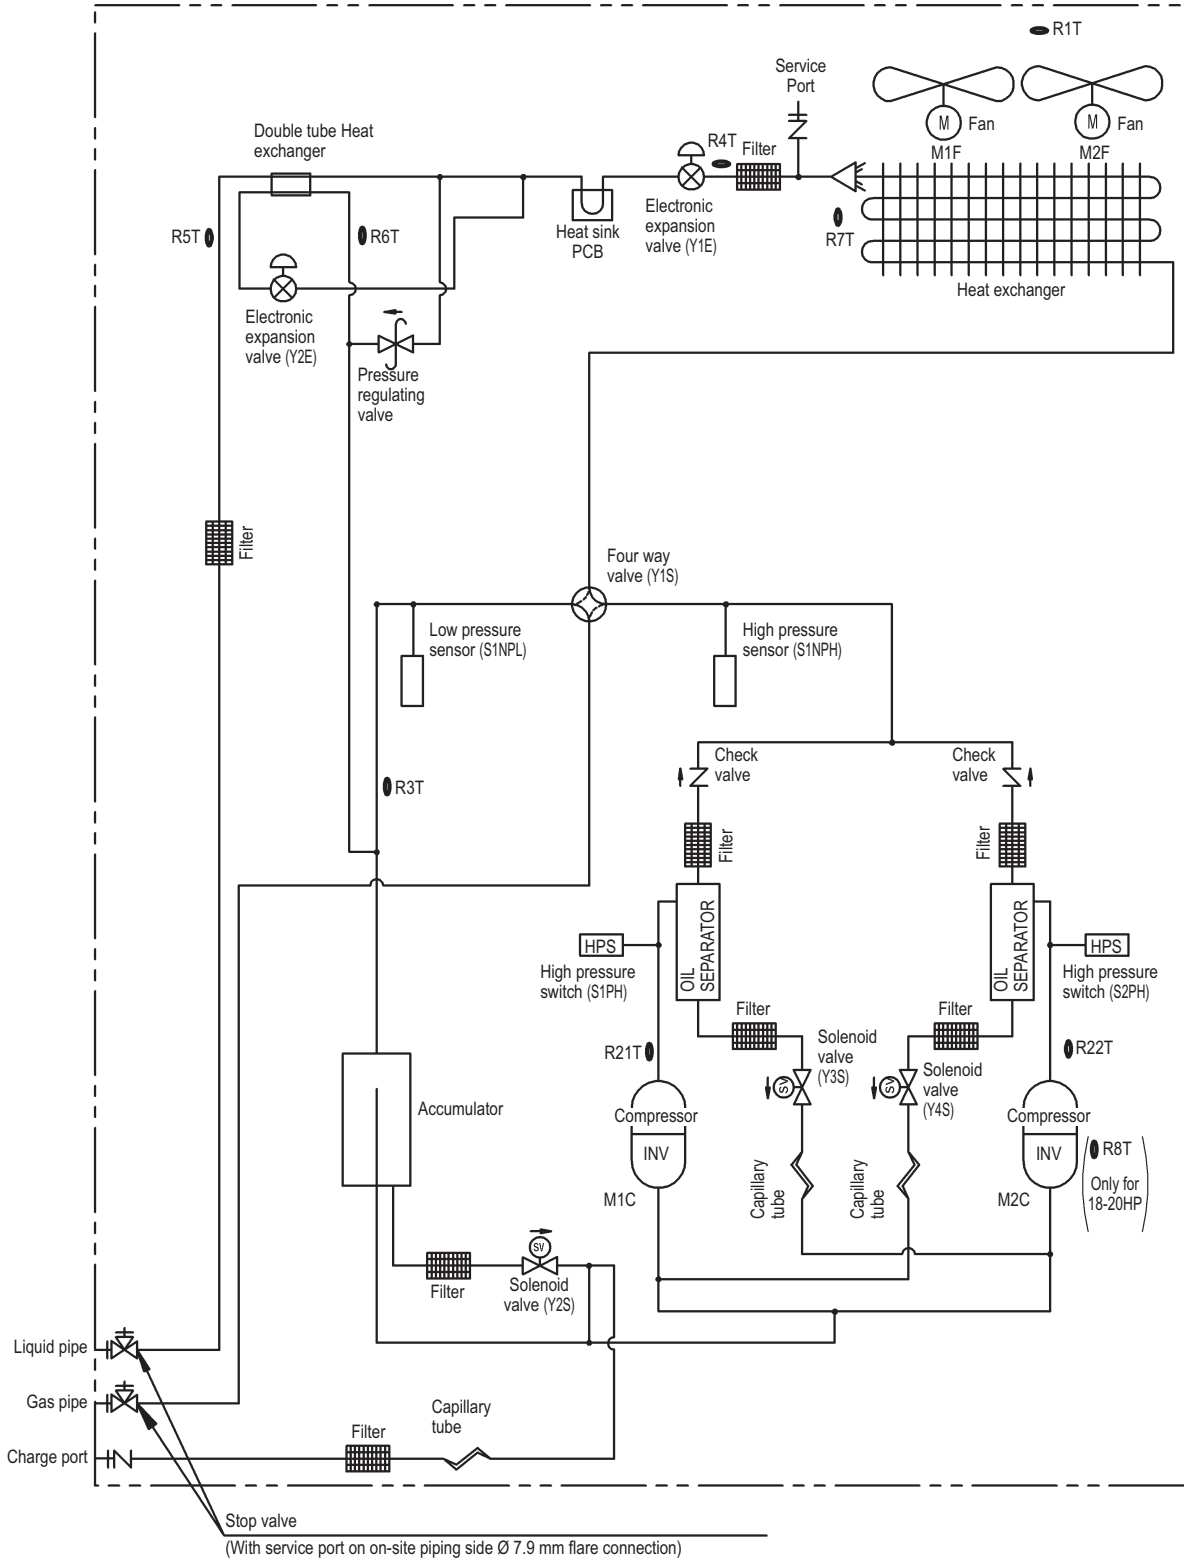 R1T
Service
Port
M
Fan
M
Fan
M1F
M2F
Double tube Heat
exchanger
R4T
Filter
R5T
R6T
Heat sink
PCB
Electronic
expansion
valve (Y1E)
R7T
Heat exchanger
Electronic
expansion
valve (Y2E)
Pressure
regulating
valve
Filter
Four way
valve (Y1S)
Low pressure
sensor (S1NPL)
High pressure
sensor (S1NPH)
R3T
Check
valve
Check
valve
Filter
Filter
OIL
SEPARATOR
OIL
SEPARATOR
HPS
High pressure
switch (S1PH)
HPS
High pressure
switch (S2PH)
Filter
Filter
R21T
R22T
Solenoid
valve
(Y3S)
SV
SV
Solenoid
valve
(Y4S)
Accumulator
Compressor
INV
M1C
Compressor
INV
M2C
R8T
Only for
18-20HP
Capillary
tube
Capillary
tube
SV
Filter
Solenoid
valve (Y2S)
Liquid pipe
Gas pipe
Charge port
Filter
Capillary
tube
Stop valve
(With service port on on-site piping side Ø 7.9 mm flare connection)